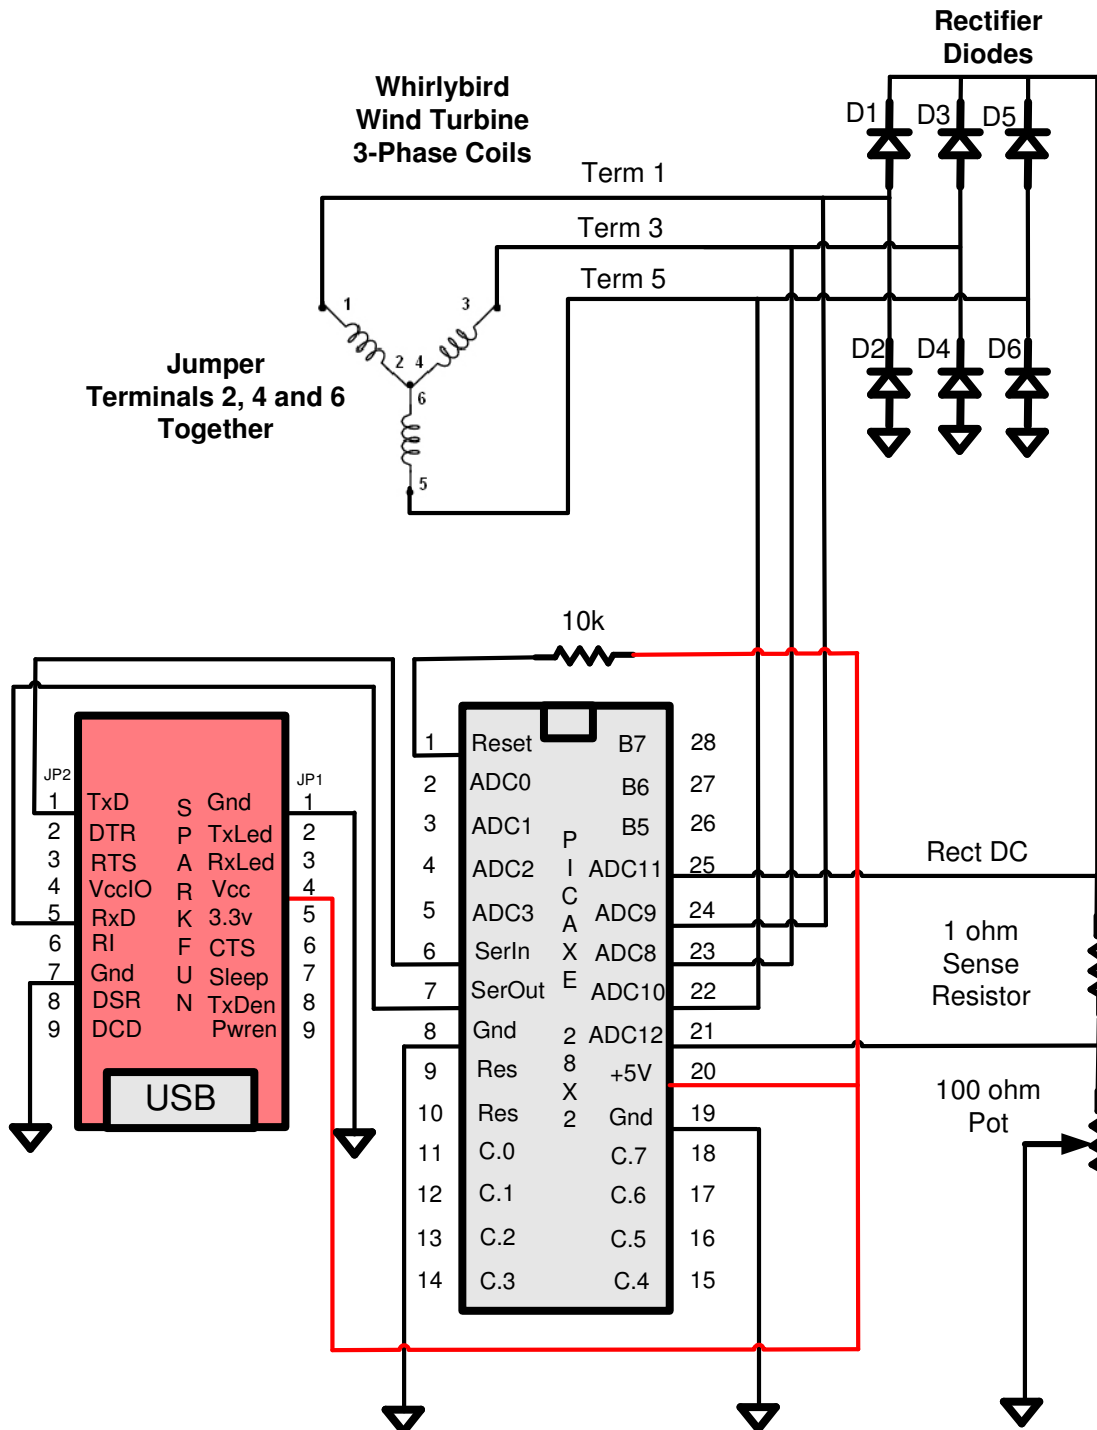 Rectifier
Diodes
Whirlybird
Wind Turbine
3-Phase Coils
D1
D3
D5
Term 1
Term 3
Term 5
1
3
2
4
6
5
Jumper
Terminals 2, 4 and 6
Together
D2
D4
D6
10k
JP2
JP1
1 TxD
2 DTR
3 RTS
4 VccIO
5 RxD
6 RI
7 Gnd
8 DSR
9 DCD
SPARKFUN
Gnd 1
TxLed 2
RxLed 3
Vcc 4
3.3v 5
CTS 6
Sleep 7
TxDen 8
Pwren 9
USB
1 Reset
2 ADC0
3 ADC1
4 ADC2
5 ADC3
6 SerIn
7 SerOut
8 Gnd
9 Res
10 Res
11 C.0
12 C.1
13 C.2
14 C.3
PICAXE 28X2
B7 28
B6 27
B5 26
ADC11 25
ADC9 24
ADC8 23
ADC10 22
ADC12 21
+5V 20
Gnd 19
C.7 18
C.6 17
C.5 16
C.4 15
Rect DC
1 ohm
Sense
Resistor
100 ohm
Pot